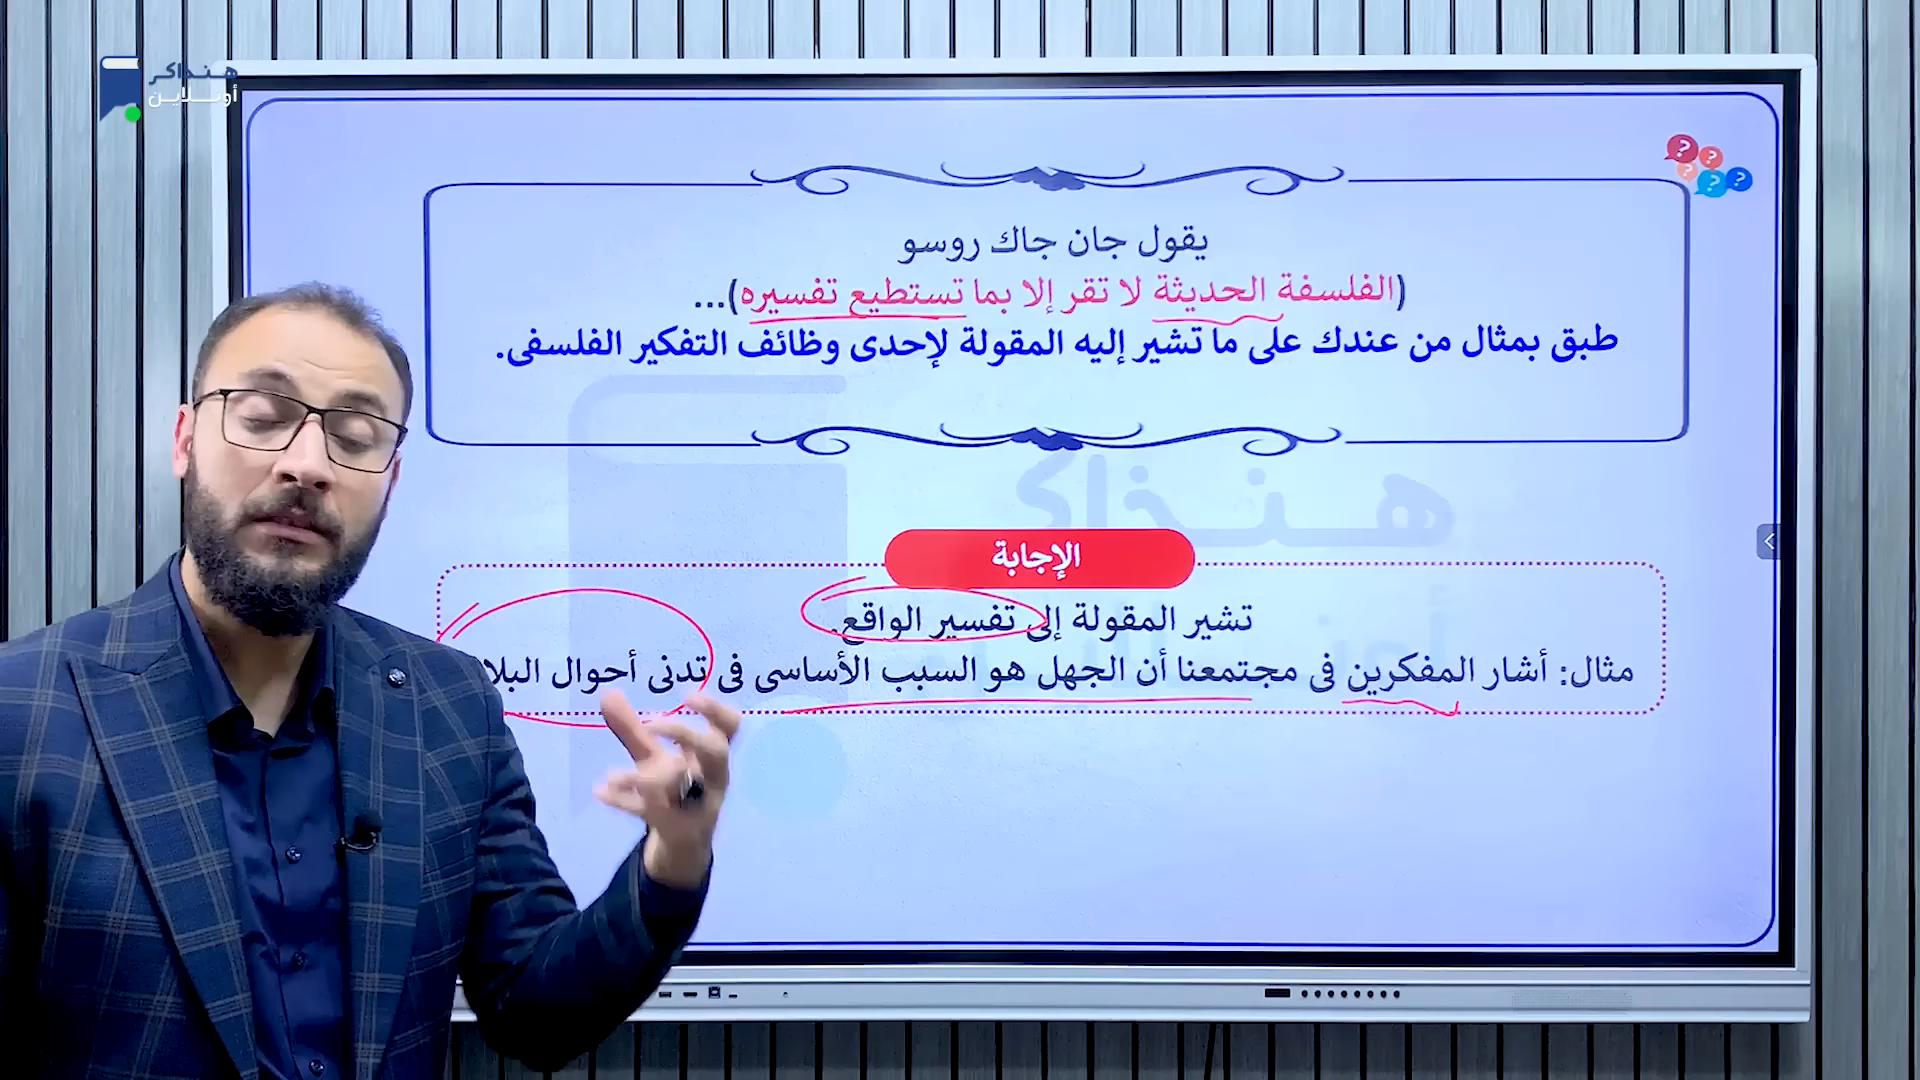 هنذاكر
أونلاين
يقول جان جاك روسو
(الفلسفة الحديثة لا تقر إلا بما تستطيع تفسيره)...
طبق بمثال من عندك على ما تشير إليه المقولة لإحدى وظائف التفكير الفلسفى.
هنذاكر
الإجابة
تشير المقولة إلى تفسير الواقع.
مثال: أشار المفكرين فى مجتمعنا أن الجهل هو السبب الأساسى فى تدنى أحوال